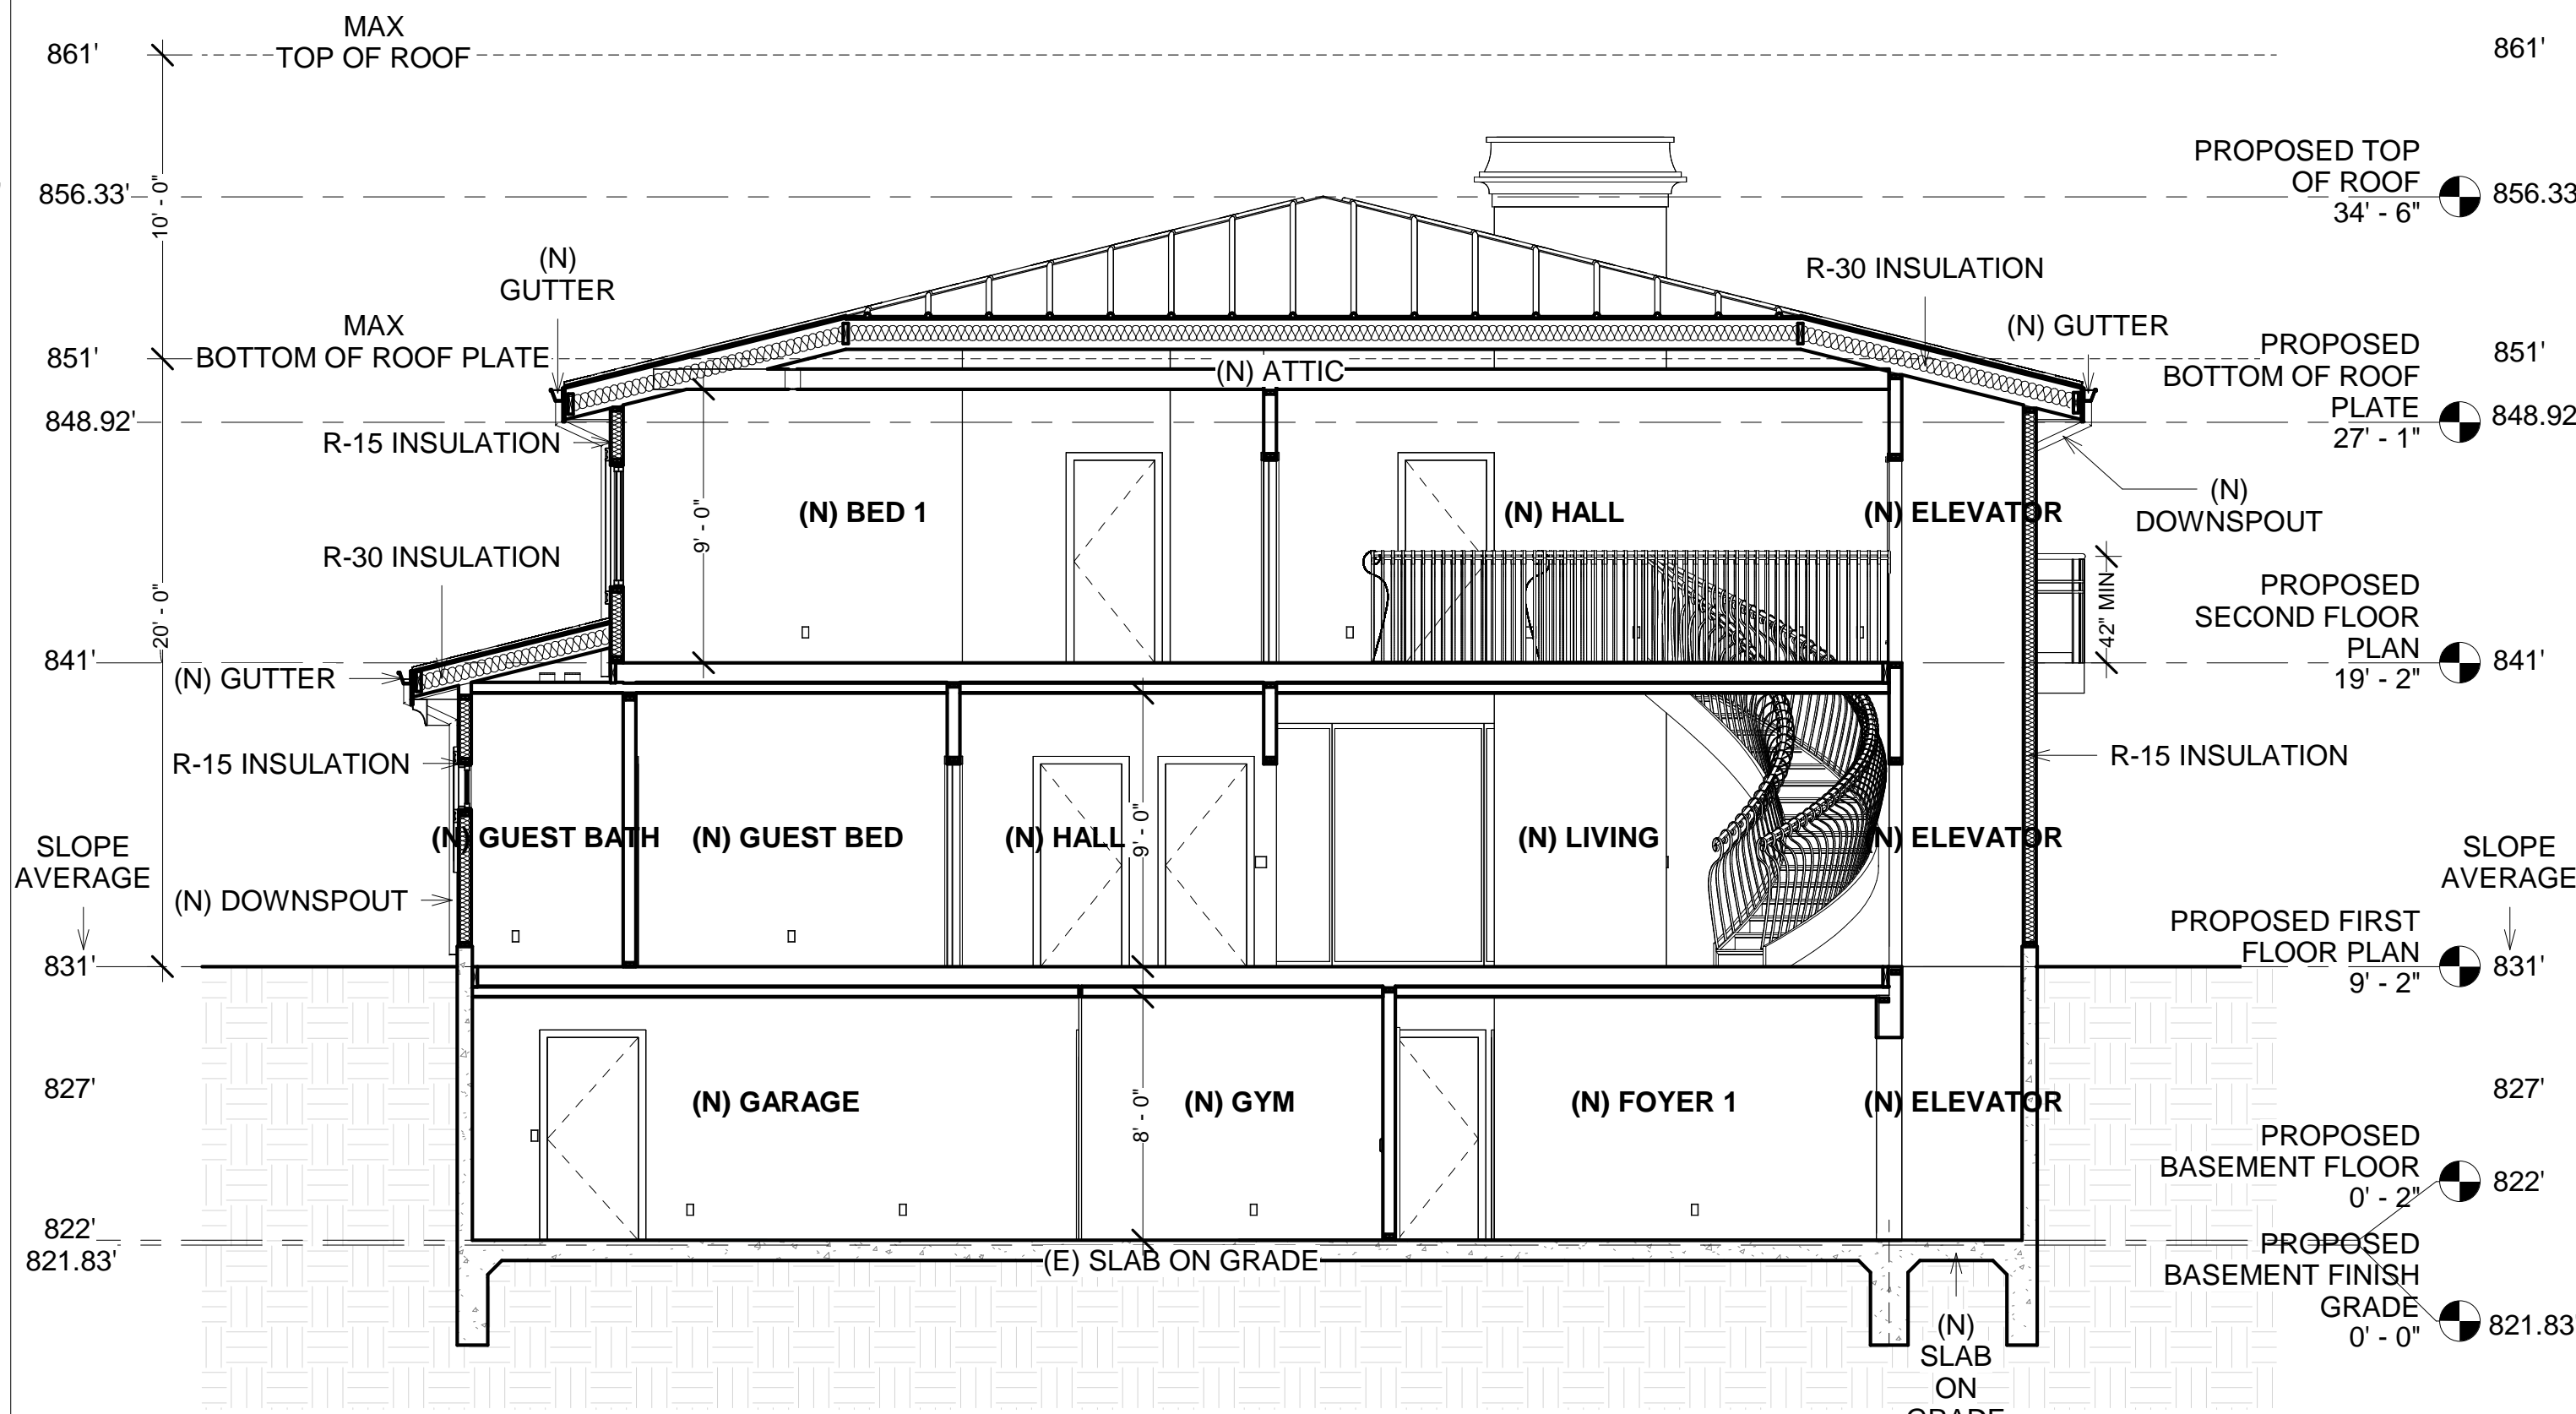 MAX
TOP OF ROOF
861'
861'
PROPOSED TOP
OF ROOF
34' - 6"
856.33'
856.33
10' - 0"
(N)
GUTTER
R-30 INSULATION
(N) GUTTER
MAX
BOTTOM OF ROOF PLATE
851'
851'
PROPOSED
BOTTOM OF ROOF
PLATE
27' - 1"
(N) ATTIC
848.92'
848.92
R-15 INSULATION
(N) BED 1
9' - 0"
(N) HALL
(N) ELEVATOR
(N)
DOWNSPOUT
R-30 INSULATION
20' - 0"
42" MIN
PROPOSED
SECOND FLOOR
PLAN
19' - 2"
841'
841'
(N) GUTTER
R-15 INSULATION
R-15 INSULATION
(N) GUEST BATH
(N) GUEST BED
(N) HALL
9' - 0"
(N) LIVING
(N) ELEVATOR
SLOPE
AVERAGE
SLOPE
AVERAGE
(N) DOWNSPOUT
PROPOSED FIRST
FLOOR PLAN
9' - 2"
831'
831'
827'
827'
(N) GARAGE
8' - 0"
(N) GYM
(N) FOYER 1
(N) ELEVATOR
PROPOSED
BASEMENT FLOOR
0' - 2"
822'
822'
821.83'
(E) SLAB ON GRADE
PROPOSED
BASEMENT FINISH
GRADE
0' - 0"
821.83
(N)
SLAB
ON
GRADE